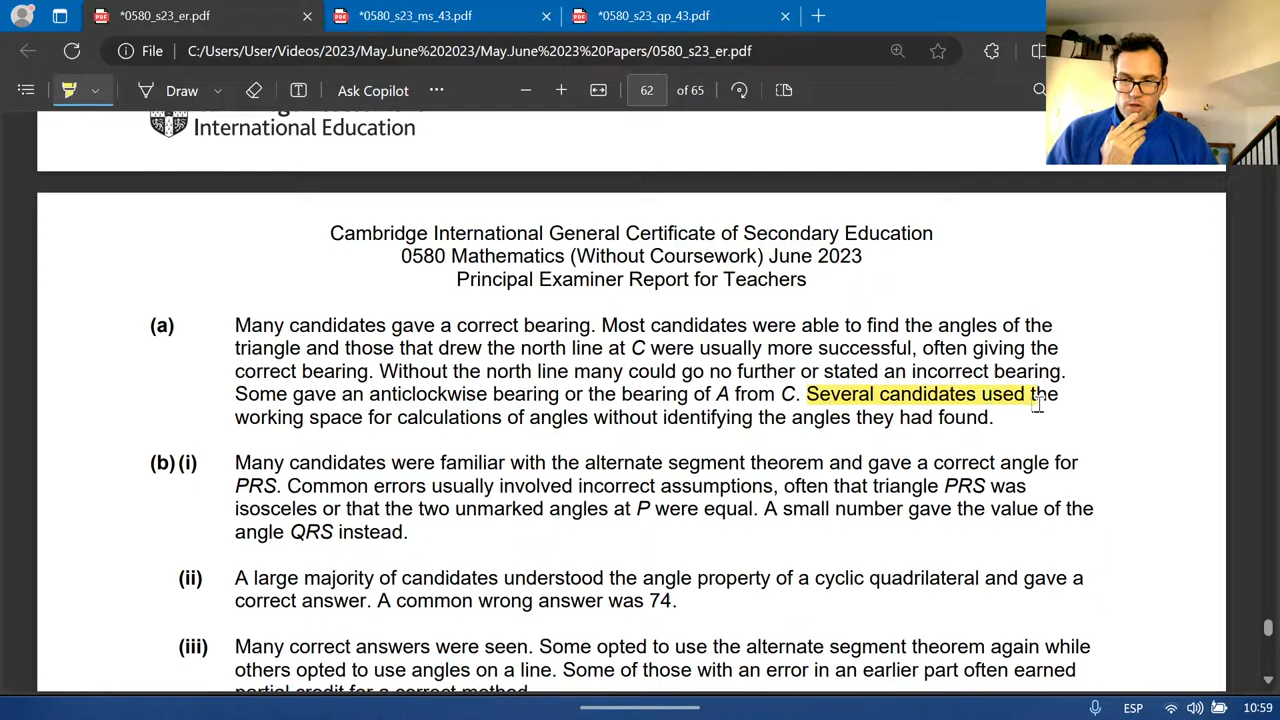 *0580_s23_er.pdf
*0580_s23_ms_43.pdf
*0580_s23_qp_43.pdf
File
C:/Users/User/Videos/2023/May.June%202023/May.June%2023%20Papers/0580_s23_er.pdf
Draw
Ask Copilot
62
of 65
International Education
Cambridge International General Certificate of Secondary Education
0580 Mathematics (Without Coursework) June 2023
Principal Examiner Report for Teachers
(a) Many candidates gave a correct bearing. Most candidates were able to find the angles of the
triangle and those that drew the north line at C were usually more successful, often giving the
correct bearing. Without the north line many could go no further or stated an incorrect bearing.
Some gave an anticlockwise bearing or the bearing of A from C. Several candidates used the
working space for calculations of angles without identifying the angles they had found.
(b) (i) Many candidates were familiar with the alternate segment theorem and gave a correct angle for
PRS. Common errors usually involved incorrect assumptions, often that triangle PRS was
isosceles or that the two unmarked angles at P were equal. A small number gave the value of the
angle QRS instead.
(ii) A large majority of candidates understood the angle property of a cyclic quadrilateral and gave a
correct answer. A common wrong answer was 74.
(iii) Many correct answers were seen. Some opted to use the alternate segment theorem again while
others opted to use angles on a line. Some of those with an error in an earlier part often earned
partial credit for a correct method.
ESP
10:59